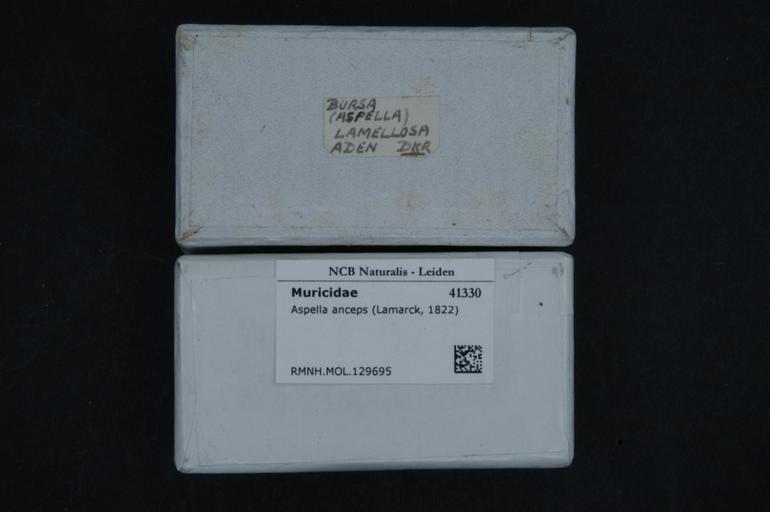 BURSA
(ASPELLA)
LAMELLOSA
ADEN DKR
NCB Naturalis - Leiden
Muricidae 41330
Aspella anceps (Lamarck, 1822)
RMNH.MOL.129695